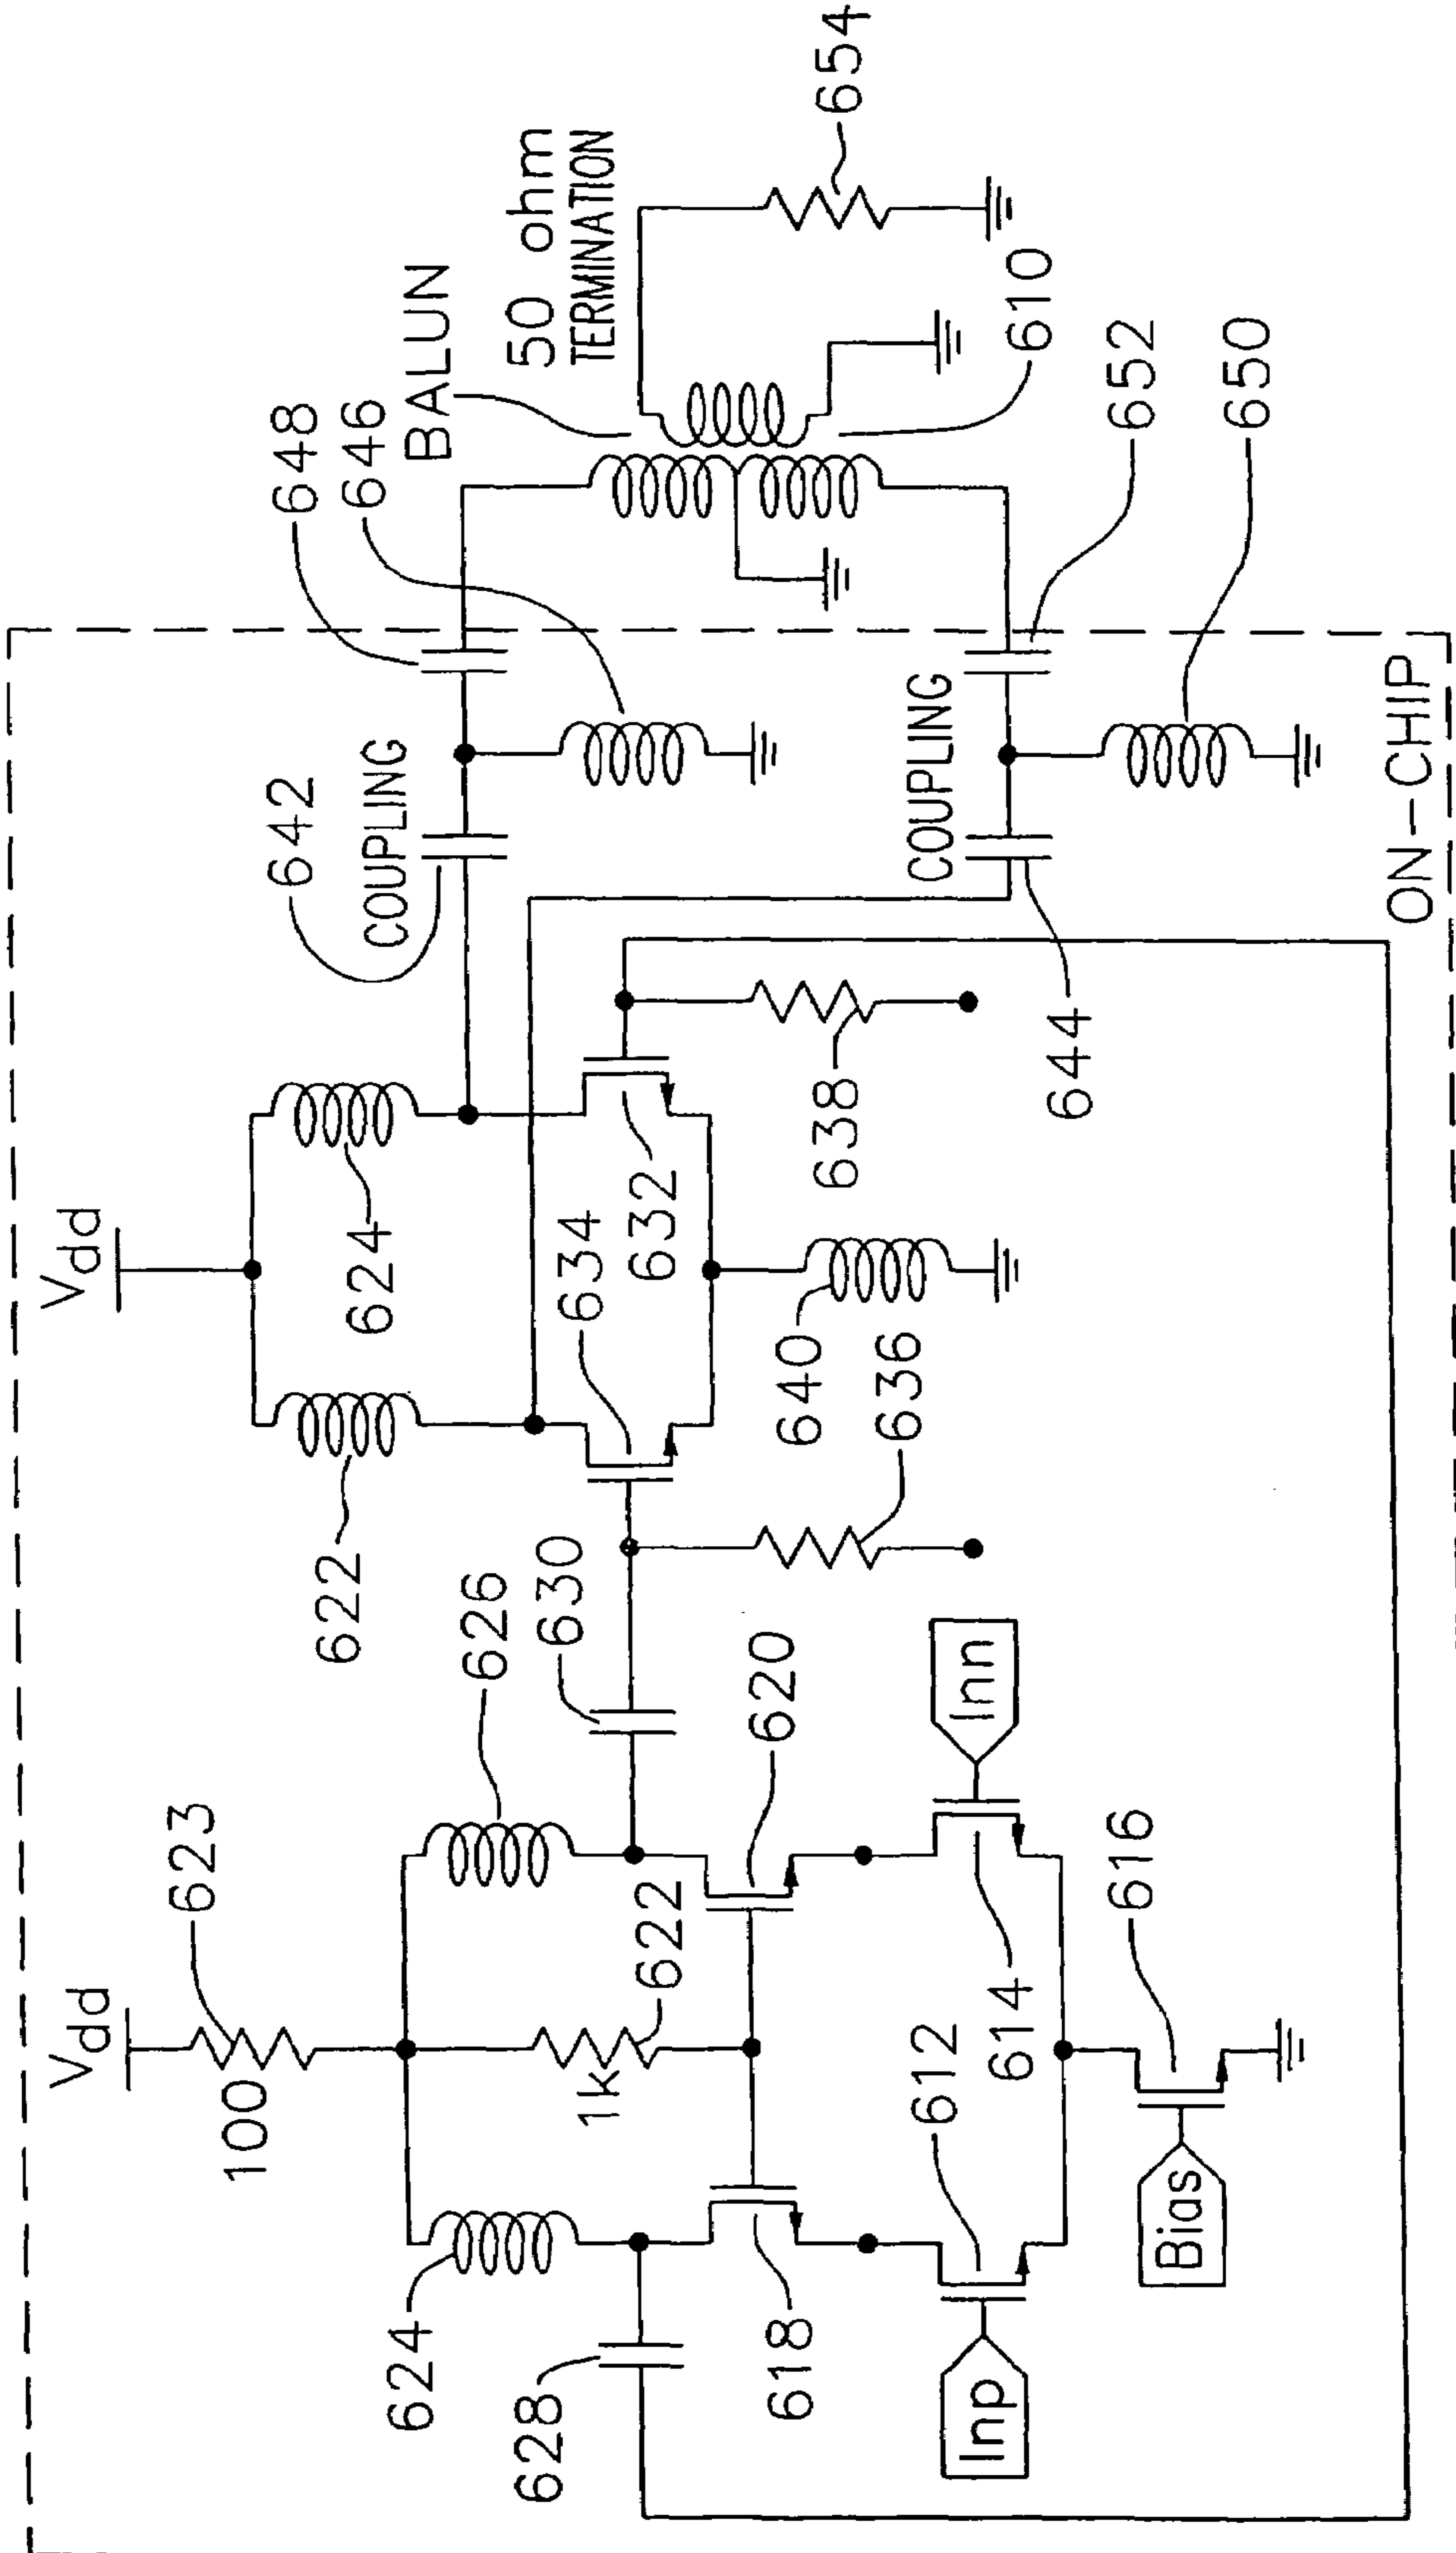 Vdd
623
100
624
626
1k
622
628
630
618
620
612
614
Inp
Inn
616
Bias
Vdd
622
624
634
632
636
640
638
642
COUPLING
648
646
COUPLING
644
652
650
ON-CHIP
BALUN
610
50 ohm
TERMINATION
654